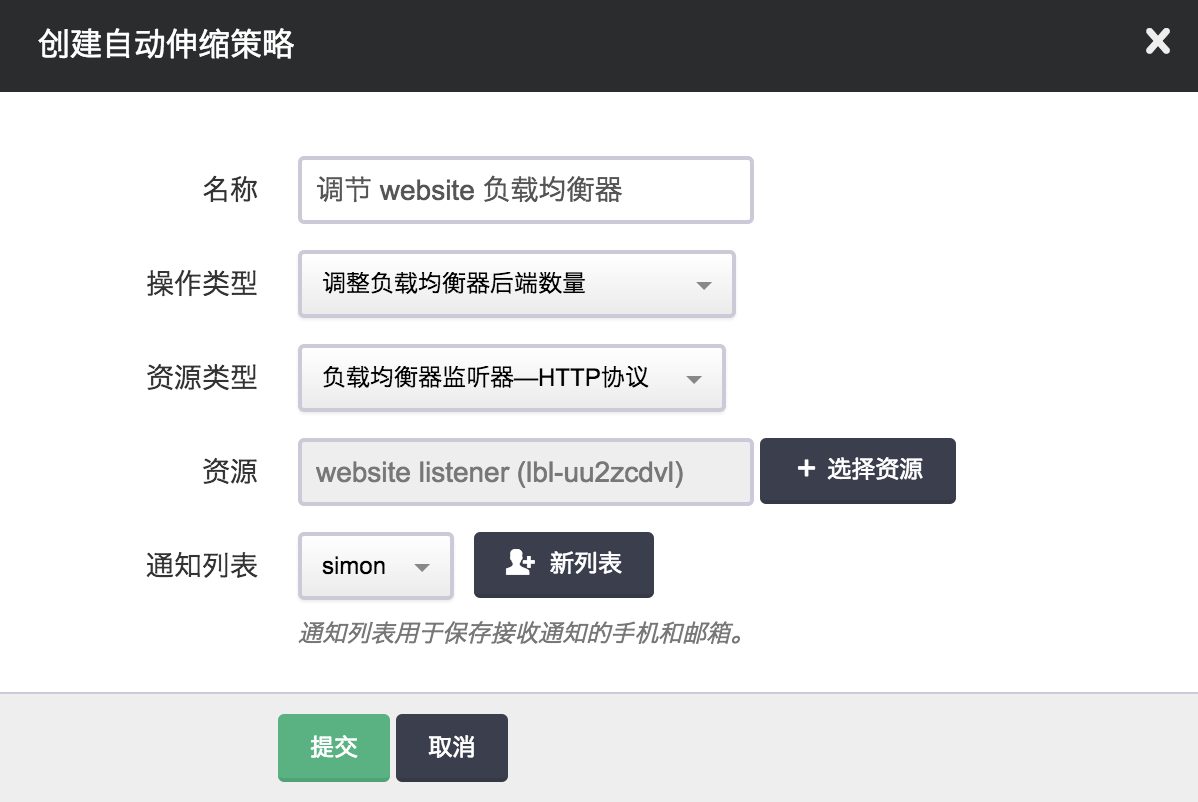 创建自动伸缩策略
名称 调节 website 负载均衡器
操作类型 调整负载均衡器后端数量
资源类型 负载均衡器监听器—HTTP协议
资源 website listener (lbl-uu2zcdvl) + 选择资源
通知列表 simon 新列表
通知列表用于保存接收通知的手机和邮箱。
提交 取消